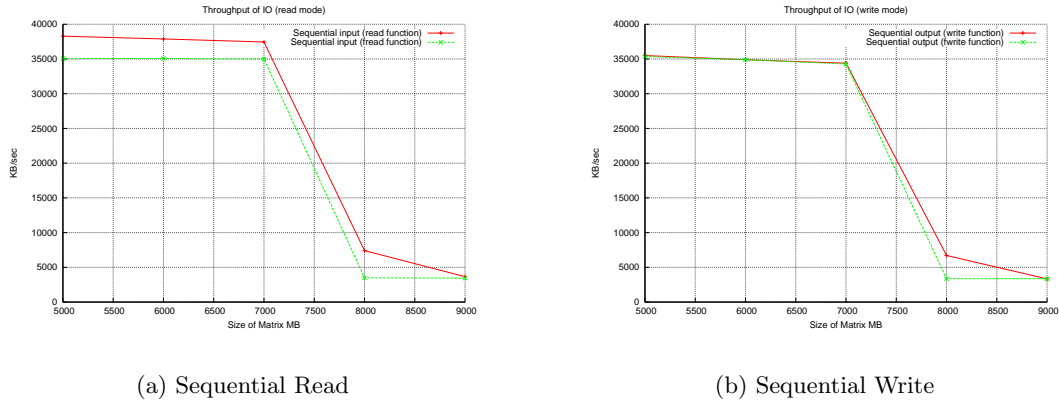 Throughput of IO (read mode)
40000
35000
30000
25000
20000
15000
10000
5000
0
KB/sec
Sequential input (read function)
Sequential input (fread function)
5000 5500 6000 6500 7000 7500 8000 8500 9000
Size of Matrix MB
(a) Sequential Read
Throughput of IO (write mode)
40000
35000
30000
25000
20000
15000
10000
5000
0
KB/sec
Sequential output (write function)
Sequential output (fwrite function)
5000 5500 6000 6500 7000 7500 8000 8500 9000
Size of Matrix MB
(b) Sequential Write